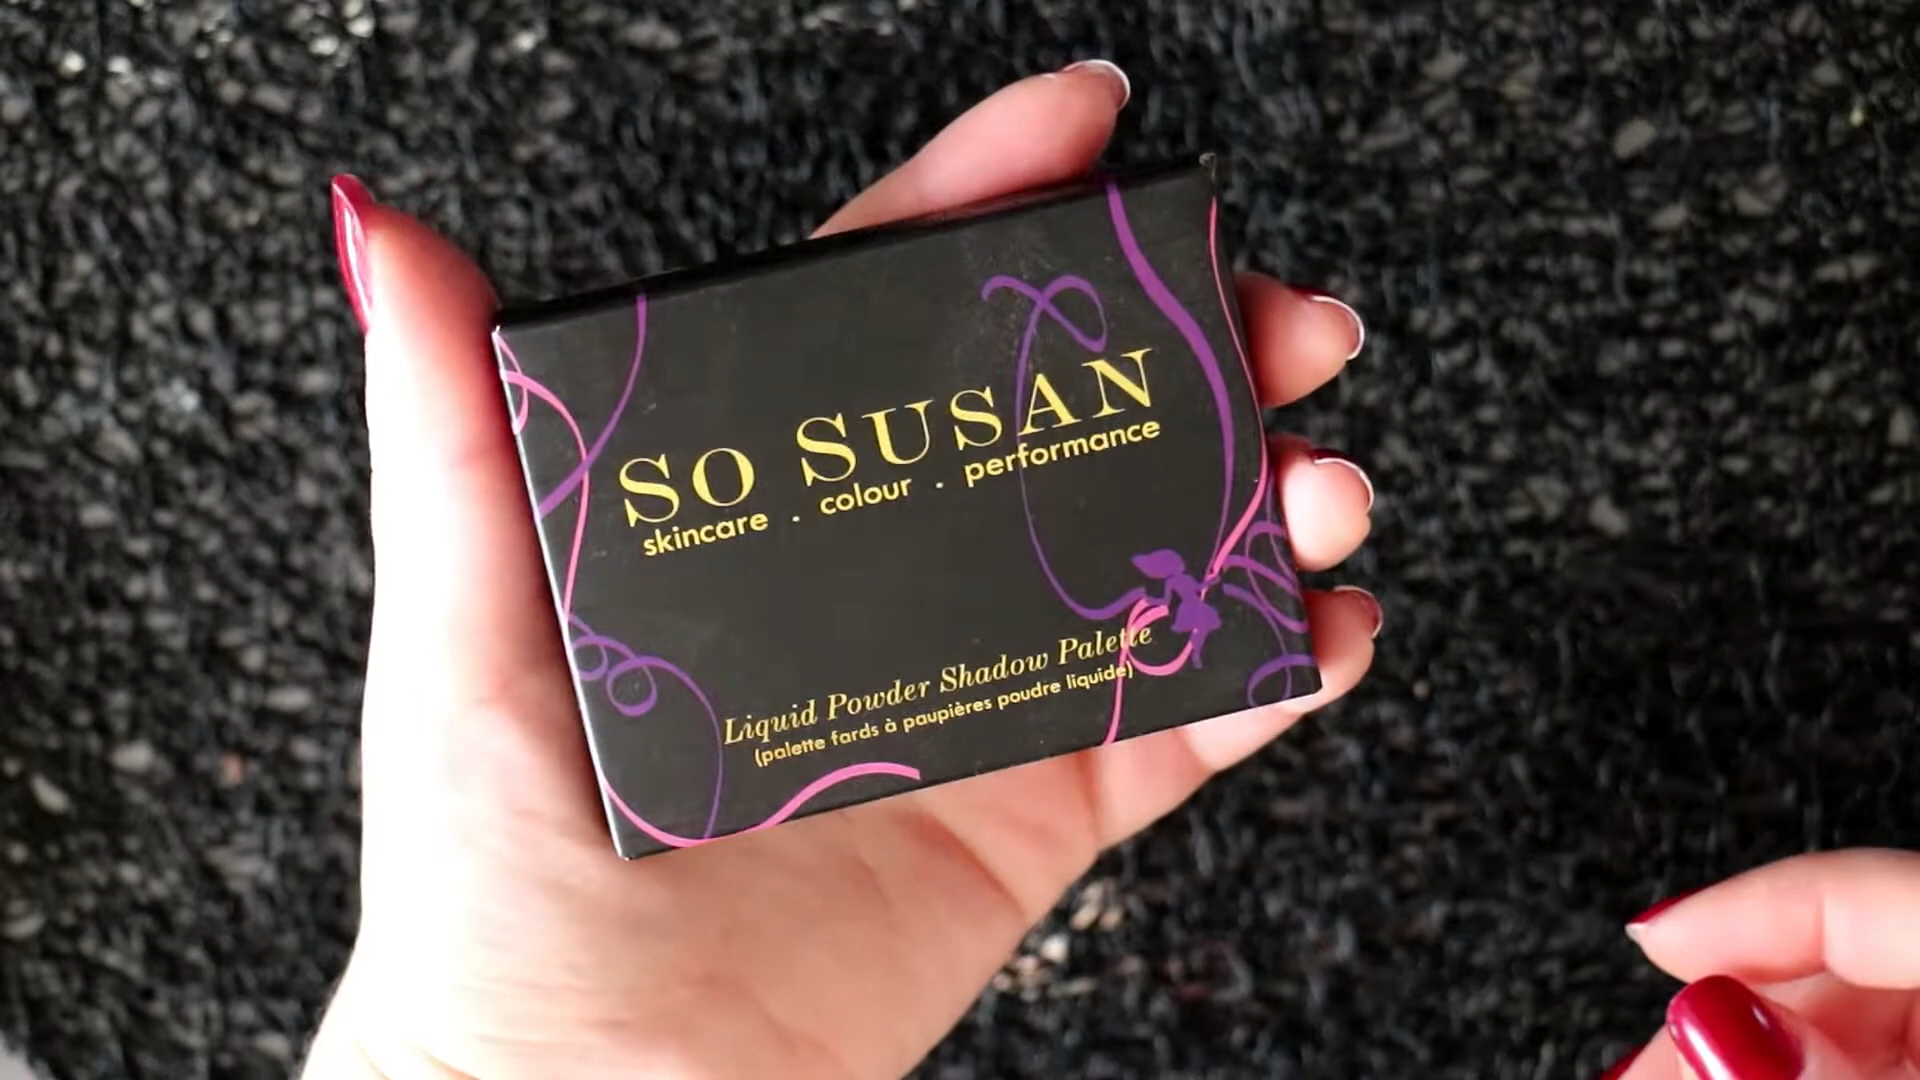 SO SUSAN
skincare . colour . performance
Liquid Powder Shadow Palette
(palette fards à paupières poudre liquide)